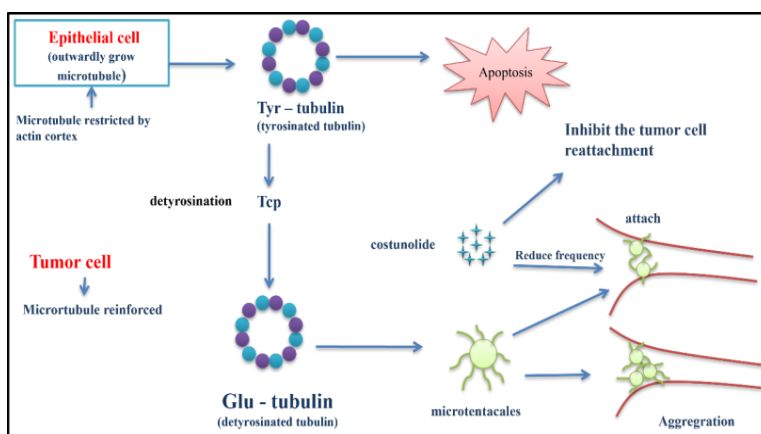 Epithelial cell
(outwardly grow
microtubule)
Microtubule restricted by
actin cortex
Tyr – tubulin
(tyrosinated tubulin)
Apoptosis
Inhibit the tumor cell
reattachment
detyrosination
Tcp
costunolide
Reduce frequency
attach
Tumor cell
Micrortubule reinforced
Glu - tubulin
(detyrosinated tubulin)
microtentacales
Aggregration